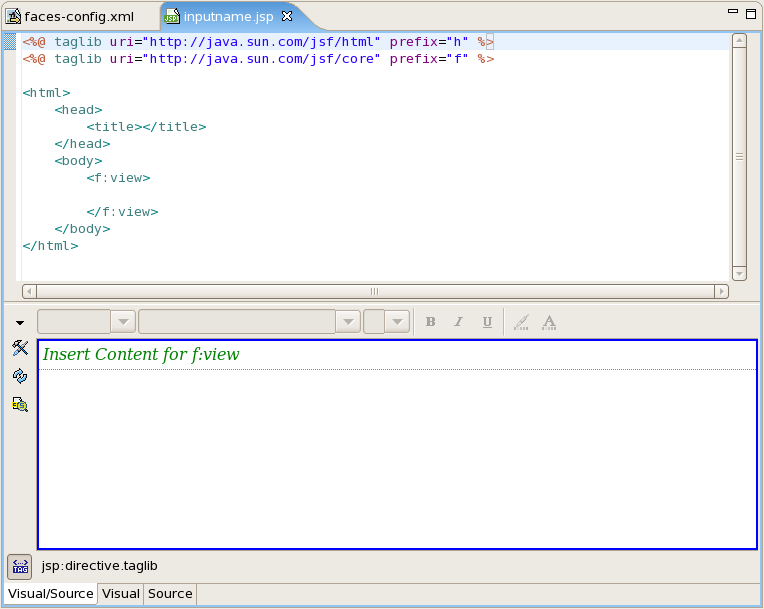 faces-config.xml
inputname.jsp
<%@ taglib uri="http://java.sun.com/jsf/html" prefix="h" %>
<%@ taglib uri="http://java.sun.com/jsf/core" prefix="f" %>
<html>
<head>
<title></title>
</head>
<body>
<f:view>
</f:view>
</body>
</html>
B I U A
Insert Content for f:view
TAG jsp:directive.taglib
Visual/Source Visual Source